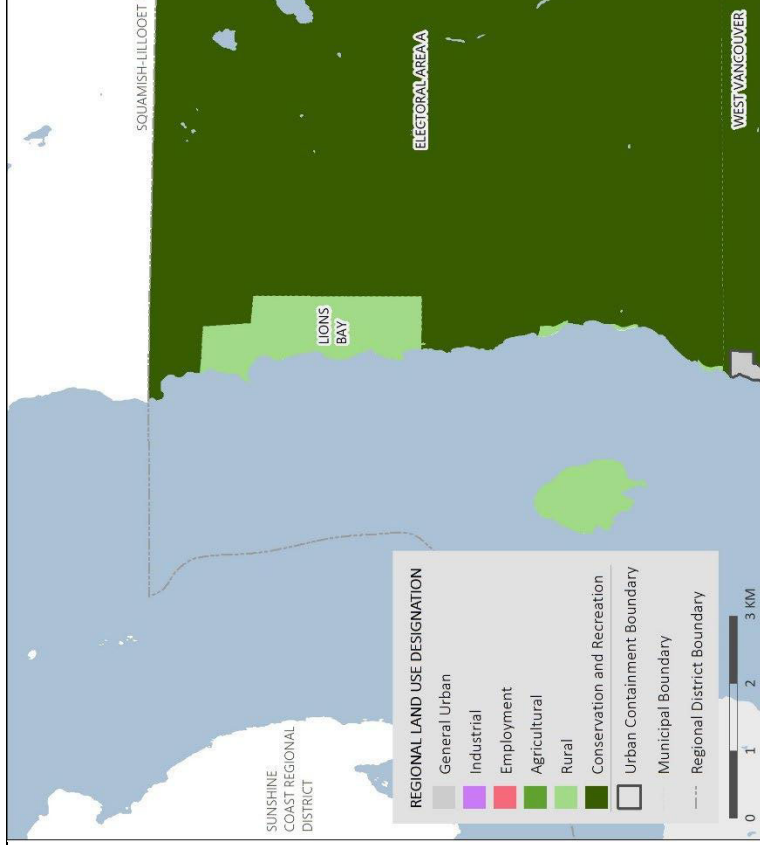 SQUAMISH-LILLOOET
ELECTORAL AREA A
WEST VANCOUVER
LIONS
BAY
SUNSHINE
COAST REGIONAL
DISTRICT
REGIONAL LAND USE DESIGNATION
General Urban
Industrial
Employment
Agricultural
Rural
Conservation and Recreation
Urban Containment Boundary
Municipal Boundary
Regional District Boundary
0 1 2 3 KM